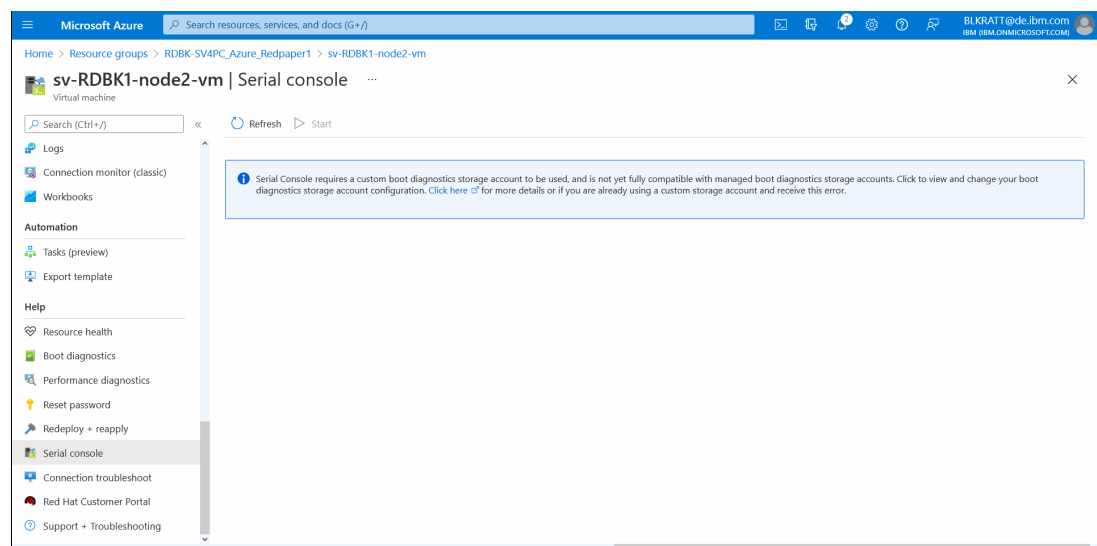 Microsoft Azure
Search resources, services, and docs (G+/)
2
BLKRATT@de.ibm.com
IBM (IBM.ONMICROSOFT.COM)
Home > Resource groups > RDBK-SV4PC_Azure_Redpaper1 > sv-RDBK1-node2-vm
sv-RDBK1-node2-vm | Serial console ...
Virtual machine
Search (Ctrl+/)
«
Refresh
Start
Logs
Connection monitor (classic)
Workbooks
Automation
Tasks (preview)
Export template
Help
Resource health
Boot diagnostics
Performance diagnostics
Reset password
Redeploy + reapply
Serial console
Connection troubleshoot
Red Hat Customer Portal
Support + Troubleshooting
Serial Console requires a custom boot diagnostics storage account to be used, and is not yet fully compatible with managed boot diagnostics storage accounts. Click to view and change your boot
diagnostics storage account configuration. Click here for more details or if you are already using a custom storage account and receive this error.